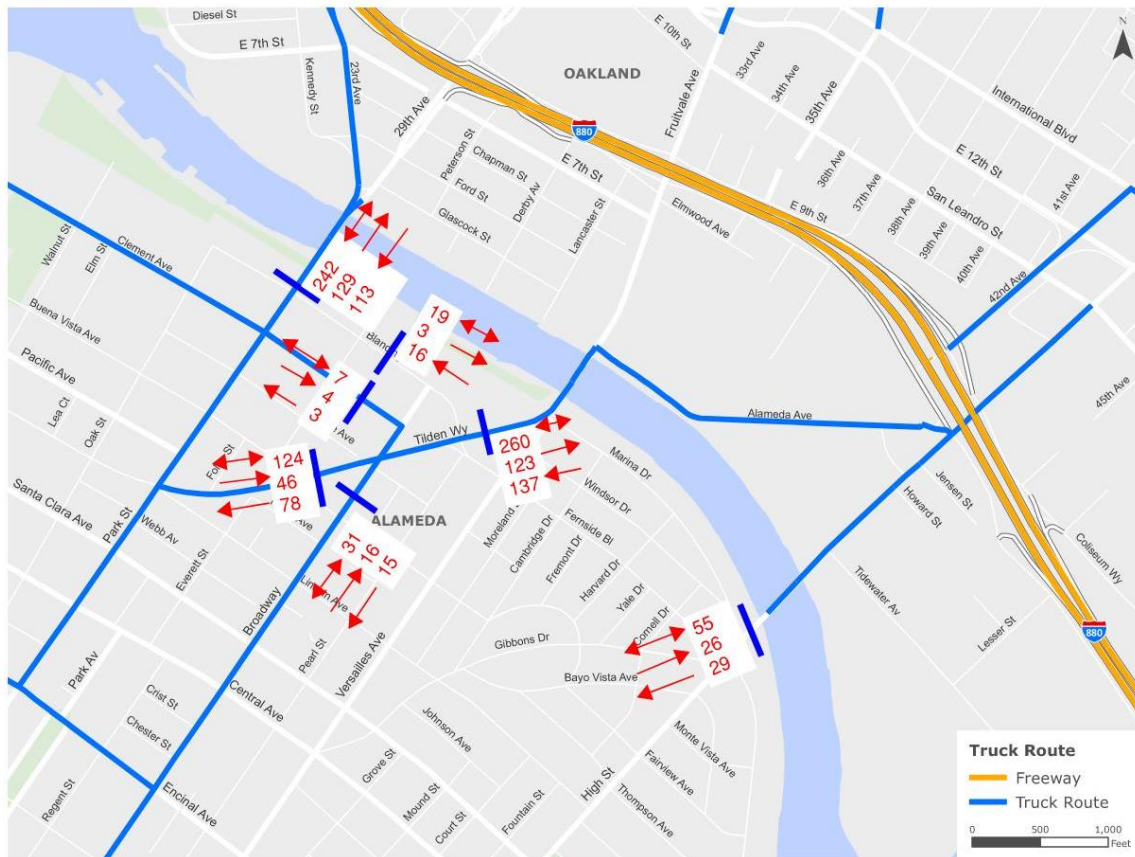 Diesel St
E 7th St
Kennedy St
23rd Ave
29th Ave
OAKLAND
E 10th St
33rd Ave
34th Ave
35th Ave
Fruitvale Ave
International Blvd
N
880
E 7th St
Peterson St
Chapman St
Ford St
Derby Av
Glascock St
Lancaster St
Elmwood Ave
E 9th St
36th Ave
37th Ave
38th Ave
39th Ave
40th Ave
E 12th St
San Leandro St
41st Ave
42nd Ave
45th Ave
Walnut St
Elm St
Clement Ave
Buena Vista Ave
Pacific Ave
Lea Ct
Oak St
242
129
113
19
3
16
7
4
3
Tilden Wy
260
123
137
Alameda Ave
Marina Dr
Windsor Dr
Fernside Bl
Moreland
Cambridge Dr
Fremont Dr
Harvard Dr
Yale Dr
Cornell Dr
124
46
78
Santa Clara Ave
Park St
Webb Av
Everett St
ALAMEDA
31
16
15
Broadway
Pearl St
Versailles Ave
Gibbons Dr
Bayo Vista Ave
55
26
29
Howard St
Jensen St
Tidewater Av
Lesser St
Coliseum Wy
880
Park Av
Crist St
Chester St
Central Ave
Regent St
Encinal Ave
Johnson Ave
Grove St
Mound St
Court St
Fountain St
High St
Monte Vista Ave
Fairview Ave
Thompson Ave
Truck Route
Freeway
Truck Route
0 500 1,000
Feet